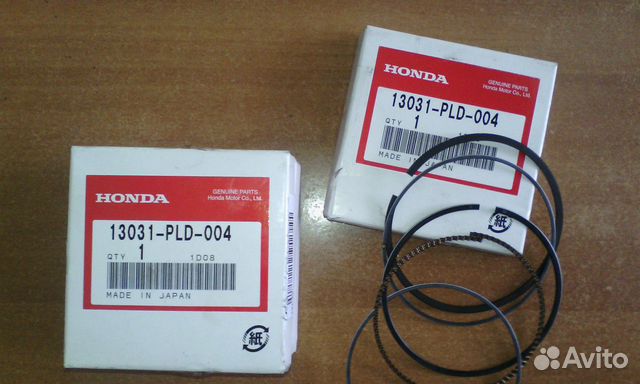 HONDA
GENUINE PARTS
Honda Motor Co., Ltd.
13031-PLD-004
QTY 1
MADE IN JAPAN
紙
HONDA
GENUINE PARTS
Honda Motor Co., Ltd.
13031-PLD-004
QTY 1 1D08
MADE IN JAPAN
紙
Avito